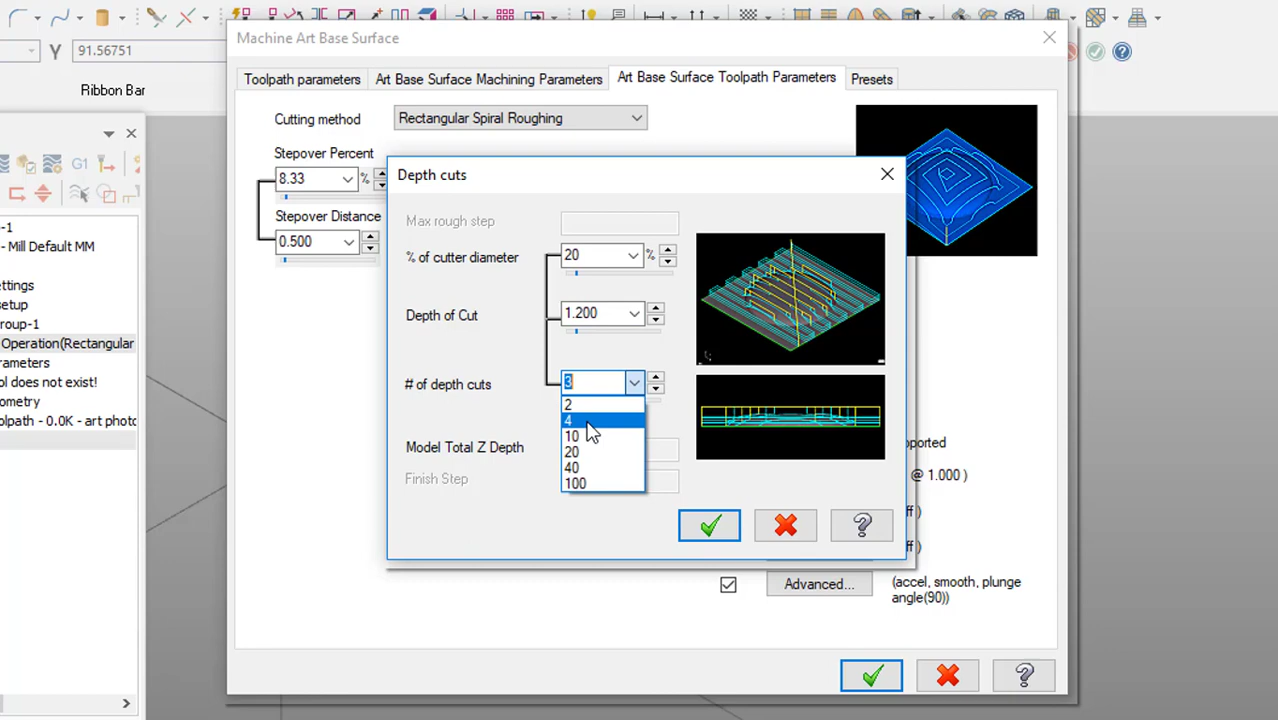 Machine Art Base Surface
Y 91.56751
Ribbon Bar
Toolpath parameters
Art Base Surface Machining Parameters
Art Base Surface Toolpath Parameters
Presets
Cutting method
Rectangular Spiral Roughing
Stepover Percent
8.33 %
Stepover Distance
0.500
G1
-1
- Mill Default MM
ettings
setup
roup-1
Operation(Rectangular
arameters
ol does not exist!
ometry
olpath - 0.0K - art photo
Depth cuts
Max rough step
% of cutter diameter
20 %
Depth of Cut
1.200
# of depth cuts
3
2
4
10
20
40
100
Model Total Z Depth
Finish Step
ported
@ 1.000 )
ff )
ff )
Advanced...
(accel, smooth, plunge
angle(90))